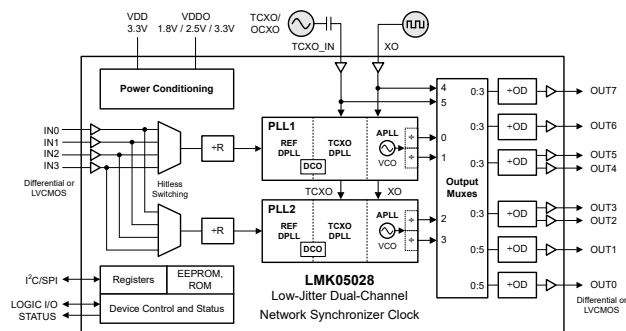 VDD
3.3V
VDDO
1.8V / 2.5V / 3.3V
TCXO/
OCXO
TCXO_IN
XO
Power Conditioning
IN0
IN1
IN2
IN3
Differential or
LVCMOS
Hitless
Switching
÷R
÷R
PLL1
REF
DPLL
TCXO
DPLL
DCO
APLL
VCO
÷
÷
TCXO
XO
PLL2
REF
DPLL
TCXO
DPLL
DCO
APLL
VCO
÷
÷
4
5
0
1
2
3
Output
Muxes
0:3
0:3
0:3
0:3
0:5
0:5
÷OD
÷OD
÷OD
÷OD
÷OD
÷OD
OUT7
OUT6
OUT5
OUT4
OUT3
OUT2
OUT1
OUT0
Differential or
LVCMOS
I²C/SPI
LOGIC I/O
STATUS
Registers
EEPROM,
ROM
Device Control and Status
LMK05028
Low-Jitter Dual-Channel
Network Synchronizer Clock